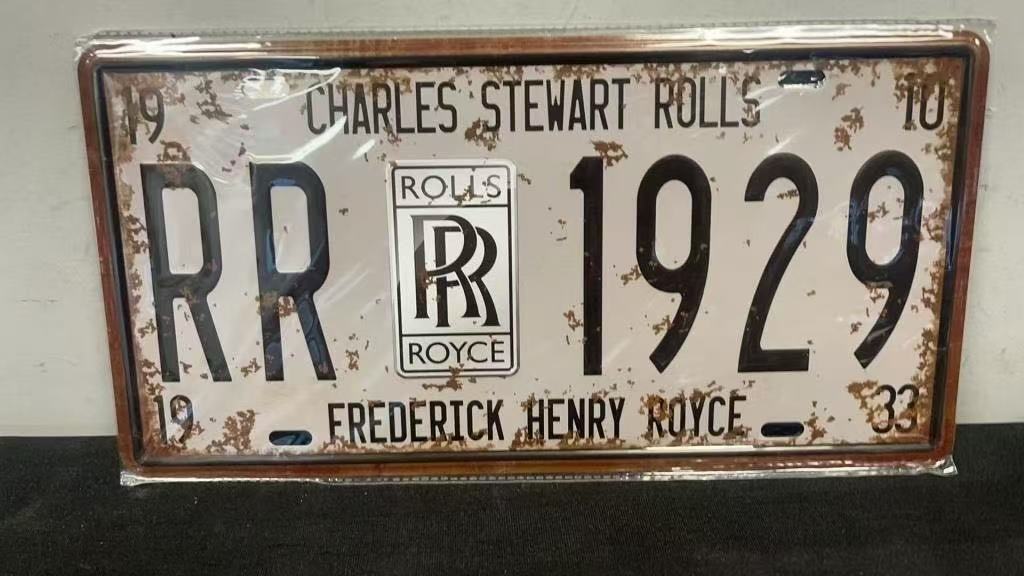 19 CHARLES STEWART ROLLS 10
RR ROLLS RR ROYCE 1929
19 FREDERICK HENRY ROYCE 33